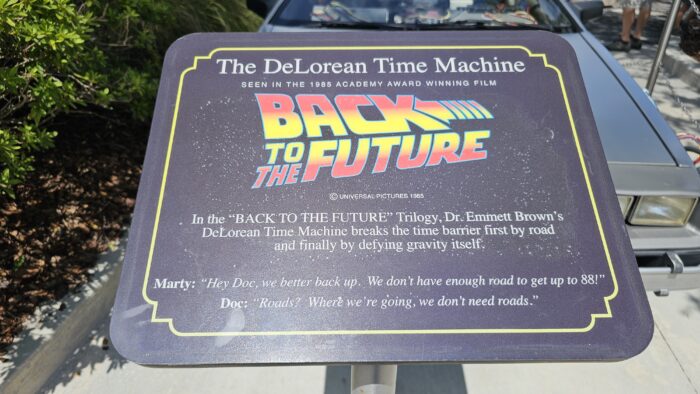 The DeLorean Time Machine
SEEN IN THE 1985 ACADEMY AWARD WINNING FILM
BACK
TO
THE FUTURE
© UNIVERSAL PICTURES 1985
In the “BACK TO THE FUTURE” Trilogy, Dr. Emmett Brown’s
DeLorean Time Machine breaks the time barrier first by road
and finally by defying gravity itself.
Marty: “Hey Doc, we better back up. We don’t have enough road to get up to 88!”
Doc: “Roads? Where we’re going, we don’t need roads.”